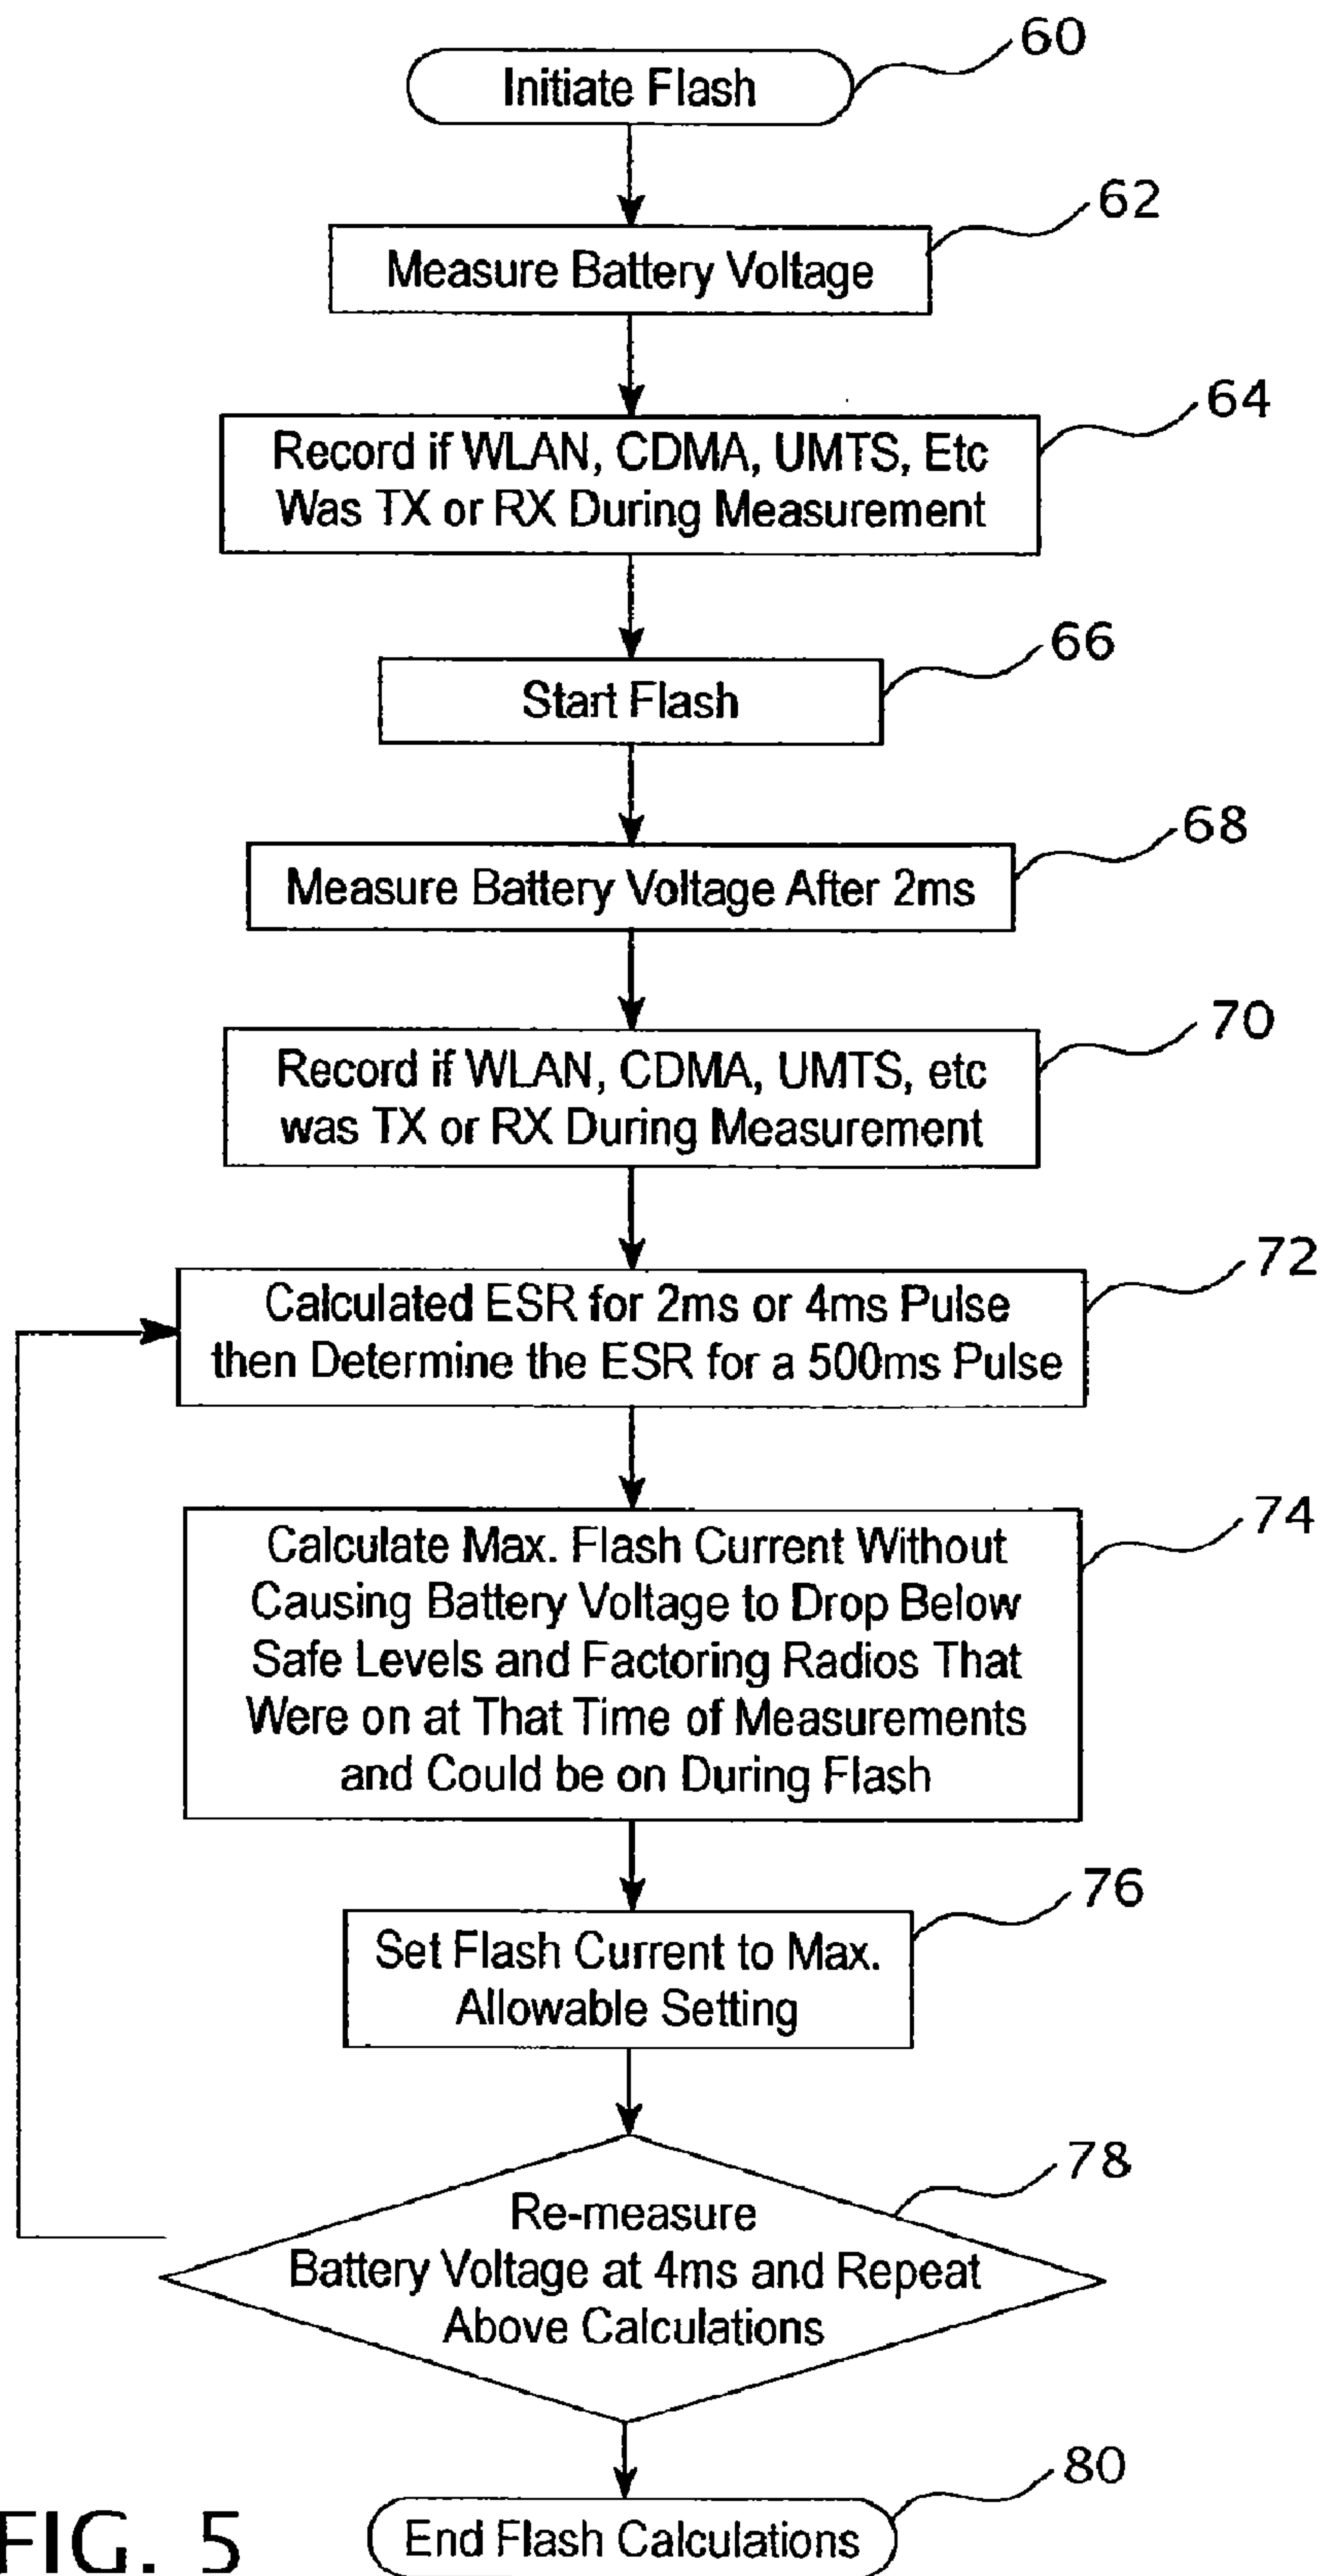 60
Initiate Flash
62
Measure Battery Voltage
64
Record if WLAN, CDMA, UMTS, Etc
Was TX or RX During Measurement
66
Start Flash
68
Measure Battery Voltage After 2ms
70
Record if WLAN, CDMA, UMTS, etc
was TX or RX During Measurement
72
Calculated ESR for 2ms or 4ms Pulse
then Determine the ESR for a 500ms Pulse
74
Calculate Max. Flash Current Without
Causing Battery Voltage to Drop Below
Safe Levels and Factoring Radios That
Were on at That Time of Measurements
and Could be on During Flash
76
Set Flash Current to Max.
Allowable Setting
78
Re-measure
Battery Voltage at 4ms and Repeat
Above Calculations
80
End Flash Calculations
FIG. 5